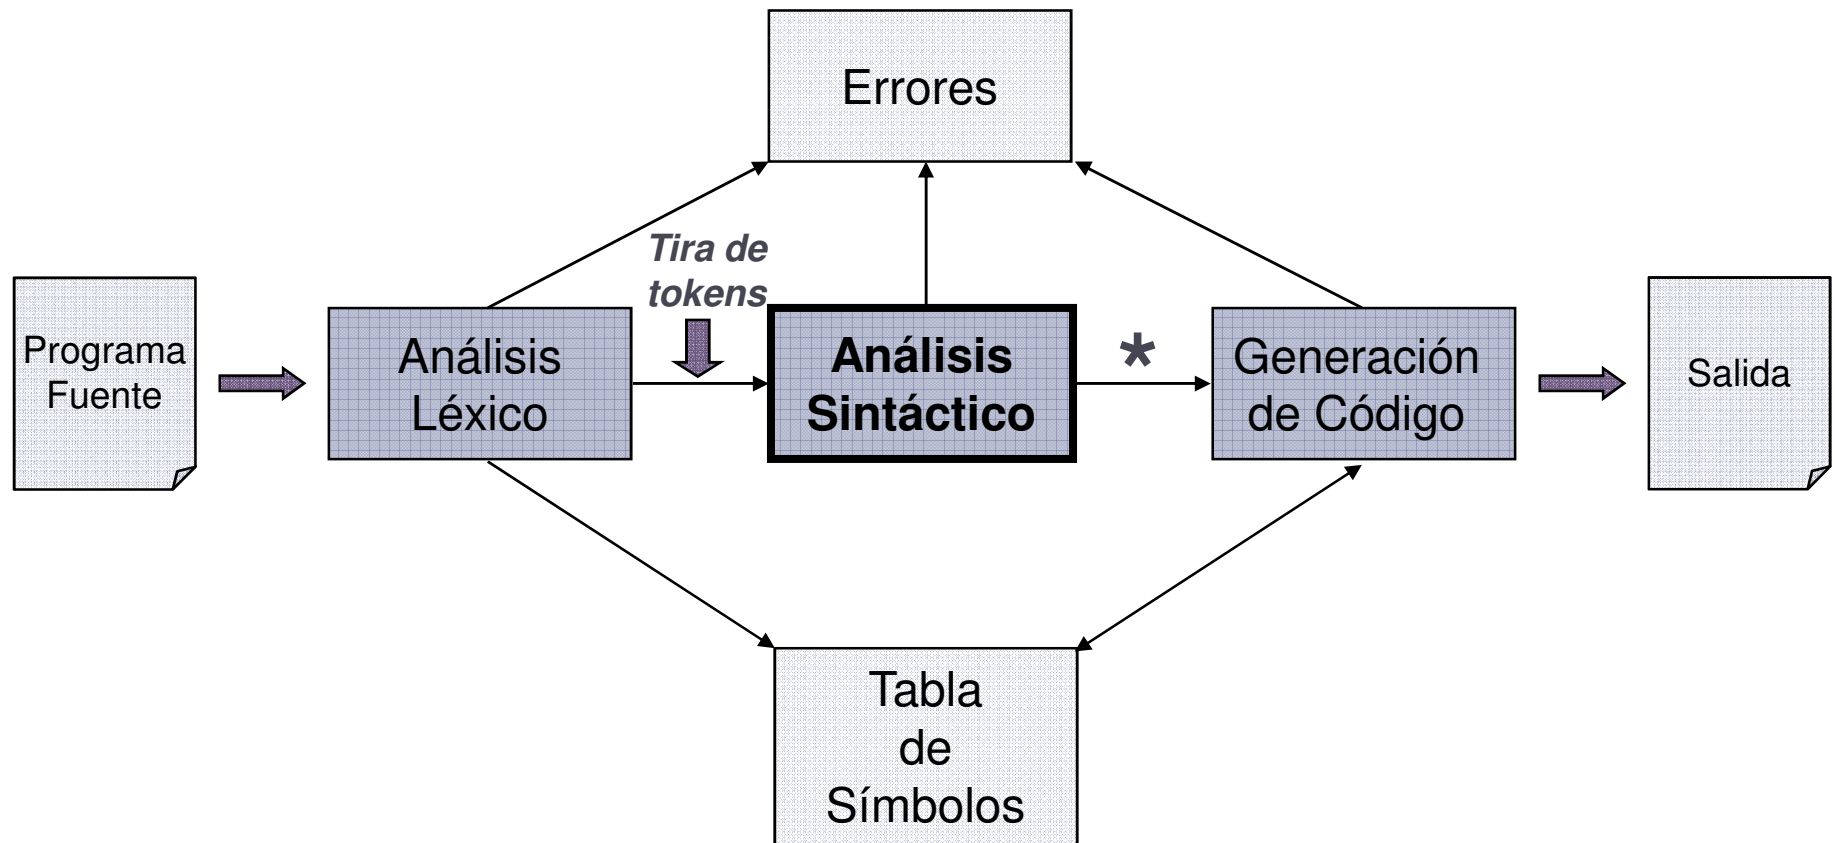 Errores
Tira de
tokens
Programa
Fuente
Análisis
Léxico
Análisis
Sintáctico
*
Generación
de Código
Salida
Tabla
de
Símbolos